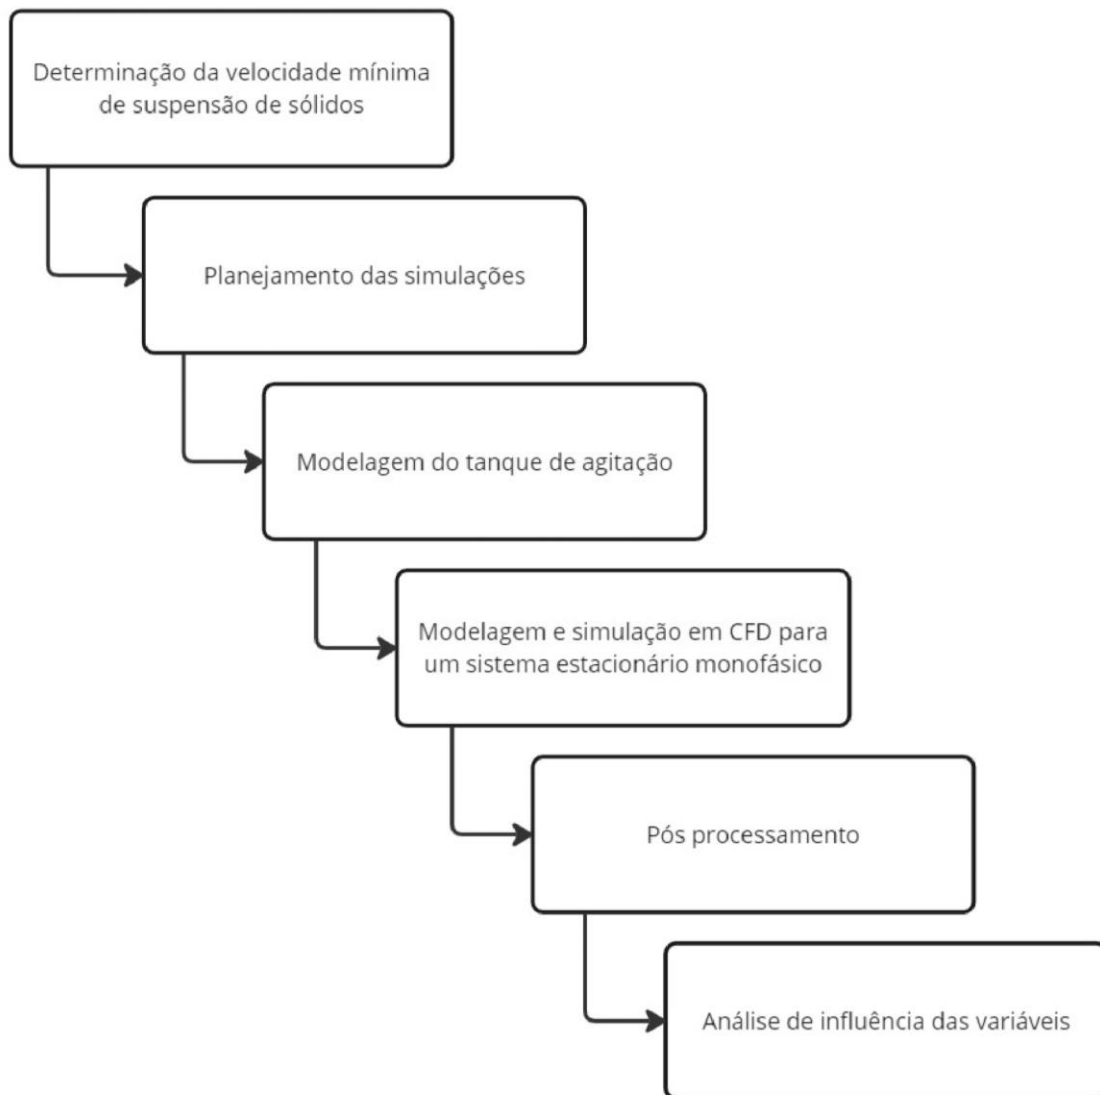 Determinação da velocidade mínima
de suspensão de sólidos
Planejamento das simulações
Modelagem do tanque de agitação
Modelagem e simulação em CFD para
um sistema estacionário monofásico
Pós processamento
Análise de influência das variáveis